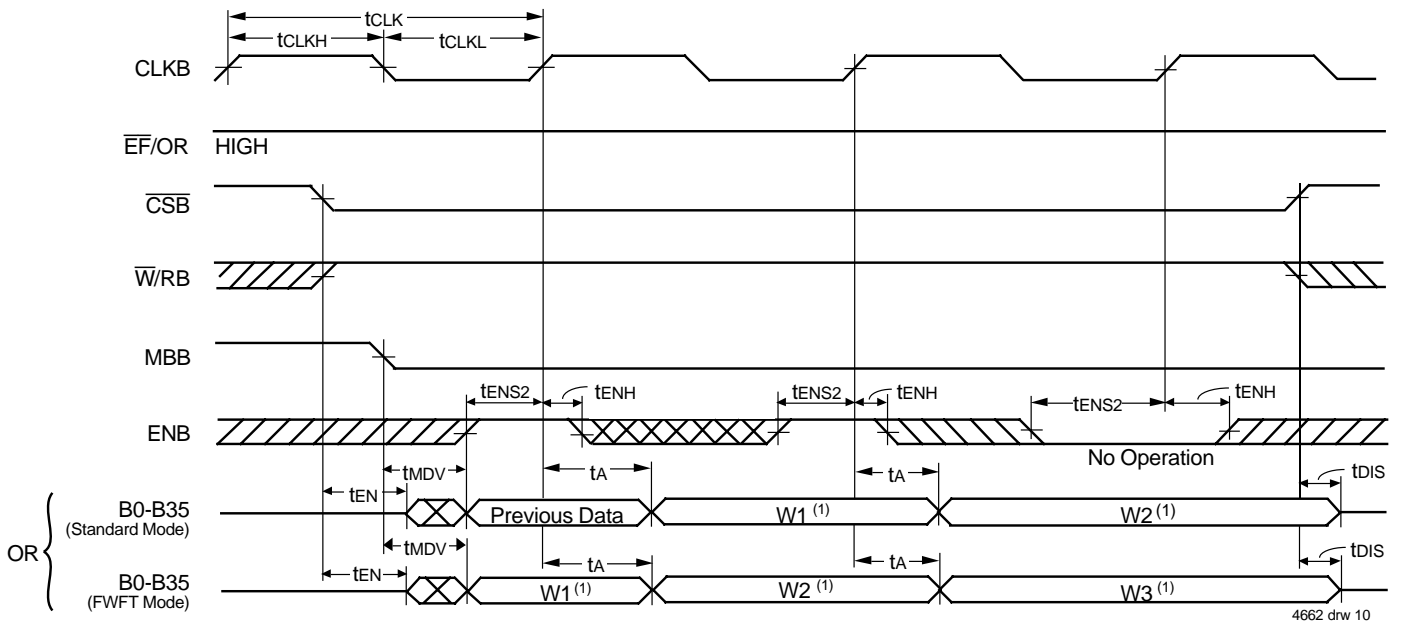 tCLK
tCLKH
tCLKL
CLKB
EF/OR
HIGH
CSB
W/RB
MBB
tENS2
tENH
tENS2
tENH
tENS2
tENH
ENB
No Operation
tMDV
tEN
tA
tA
tDIS
B0-B35
(Standard Mode)
Previous Data
W1 (1)
W2 (1)
OR
tMDV
tEN
tA
tA
tDIS
B0-B35
(FWFT Mode)
W1 (1)
W2 (1)
W3 (1)
4662 drw 10